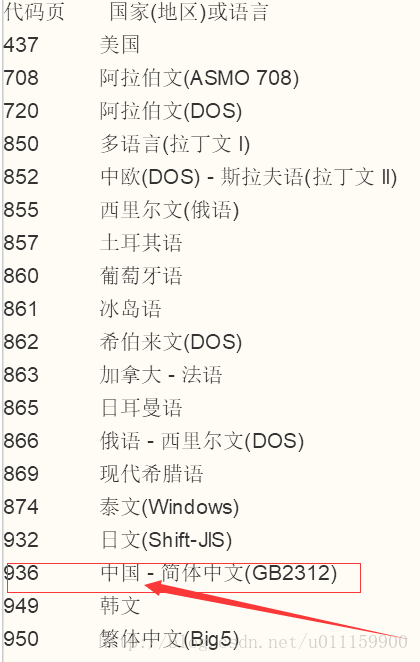 代码页 国家(地区)或语言
437 美国
708 阿拉伯文(ASMO 708)
720 阿拉伯文(DOS)
850 多语言(拉丁文 I)
852 中欧(DOS) - 斯拉夫语(拉丁文 II)
855 西里尔文(俄语)
857 土耳其语
860 葡萄牙语
861 冰岛语
862 希伯来文(DOS)
863 加拿大 - 法语
865 日耳曼语
866 俄语 - 西里尔文(DOS)
869 现代希腊语
874 泰文(Windows)
932 日文(Shift-JIS)
936 中国 - 简体中文(GB2312)
949 韩文
950 繁体中文(Big5)
http://blog.csdn.net/u011159900